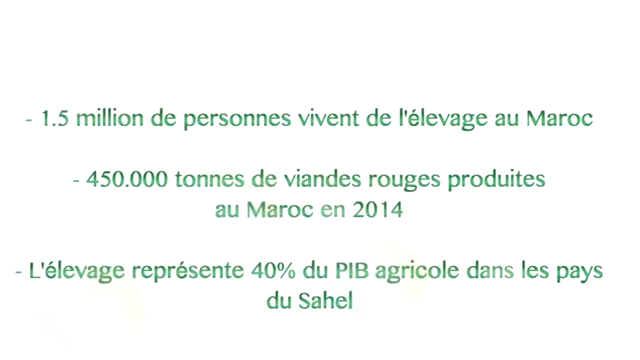 - 1.5 million de personnes vivent de l'élevage au Maroc
- 450.000 tonnes de viandes rouges produites
au Maroc en 2014
- L'élevage représente 40% du PIB agricole dans les pays
du Sahel